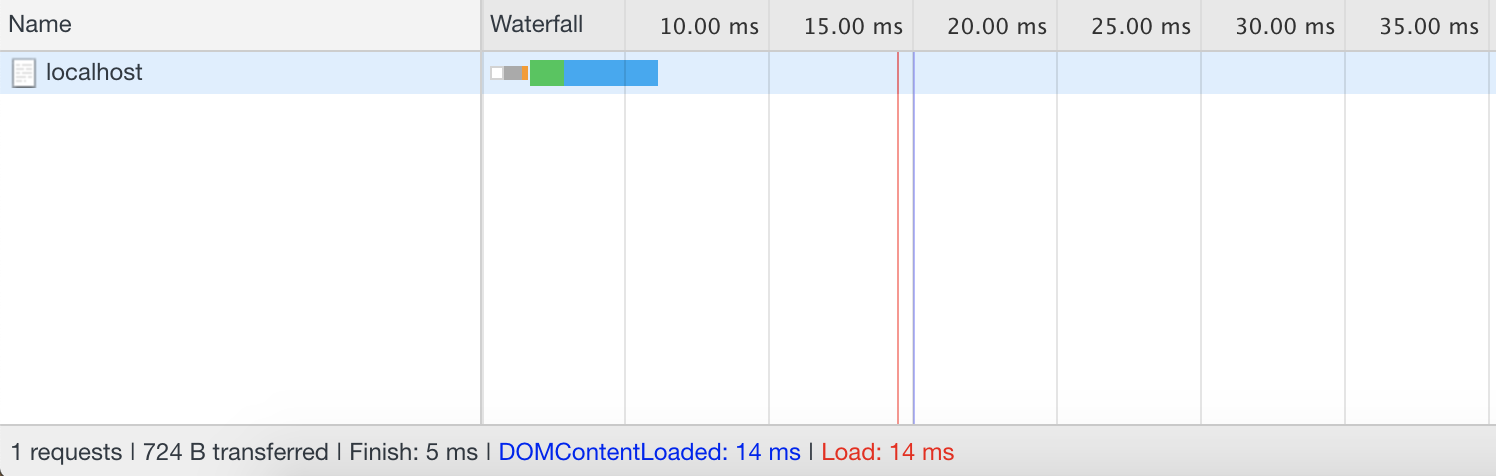 Name Waterfall 10.00 ms 15.00 ms 20.00 ms 25.00 ms 30.00 ms 35.00 ms
localhost
1 requests | 724 B transferred | Finish: 5 ms | DOMContentLoaded: 14 ms | Load: 14 ms